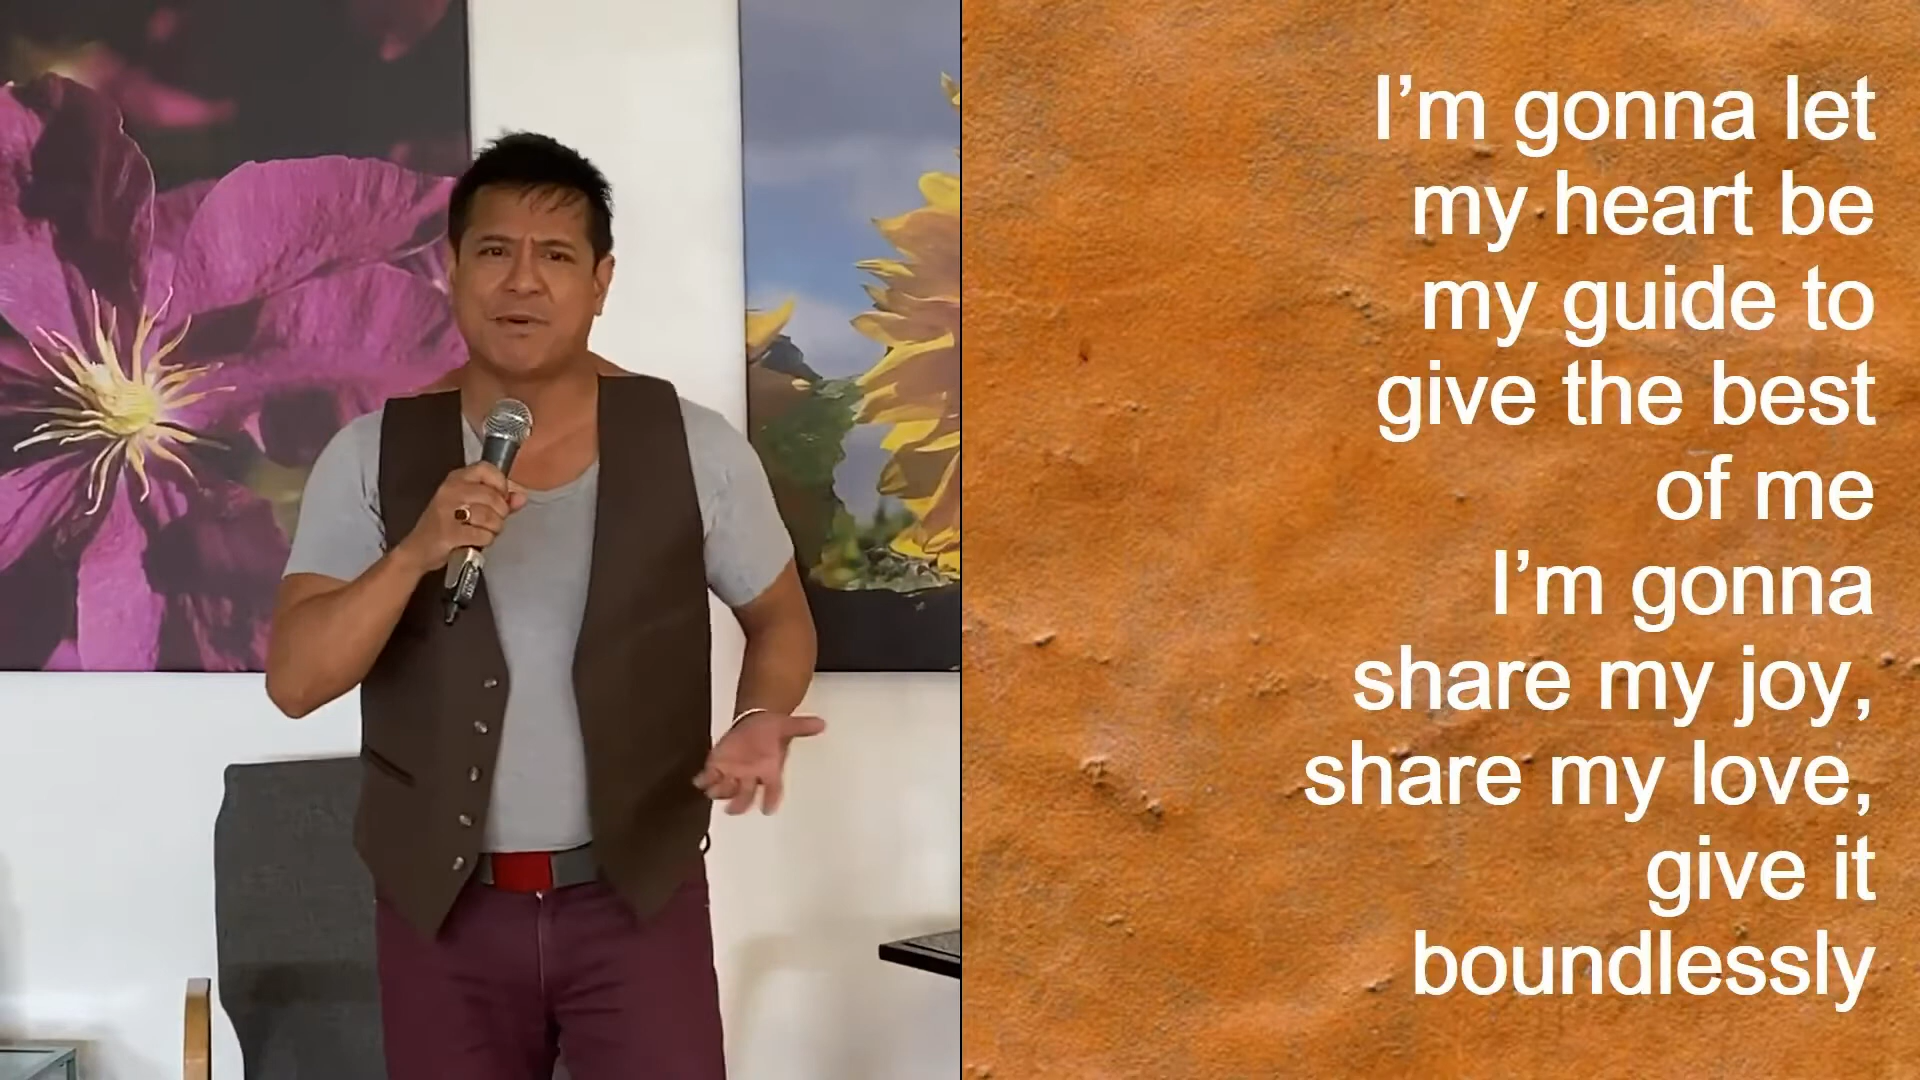 I’m gonna let
my heart be
my guide to
give the best
of me
I’m gonna
share my joy,
share my love,
give it
boundlessly